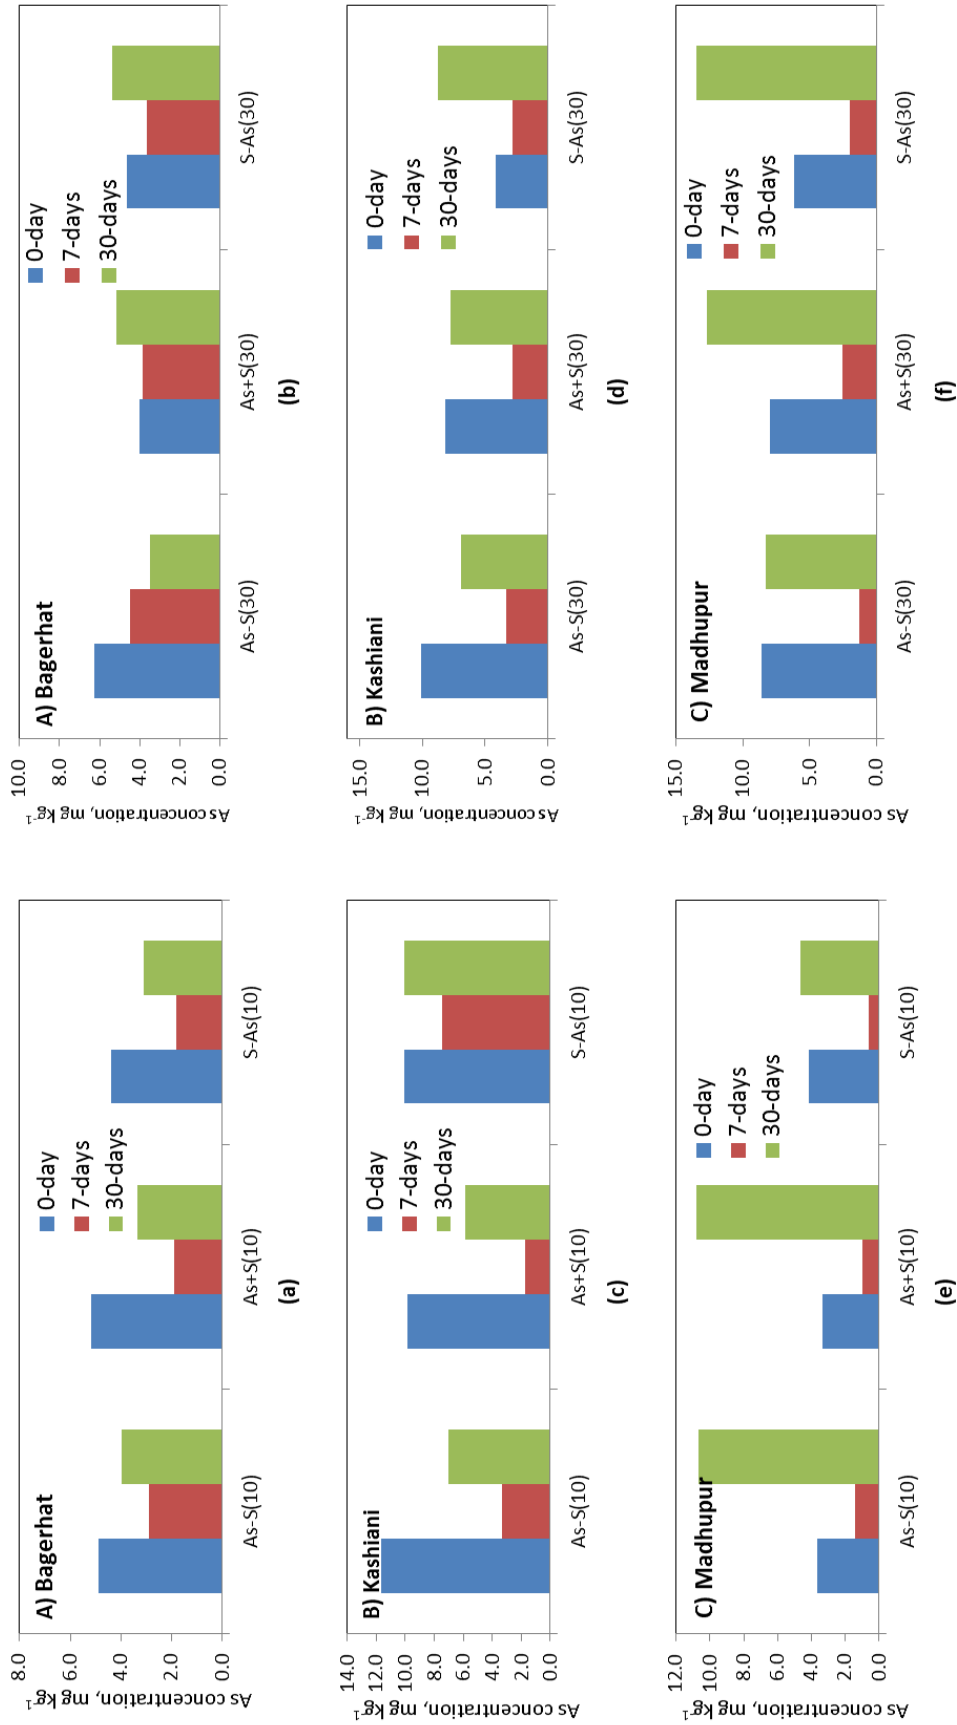 A) Bagerhat
As concentration, mg kg⁻¹
8.0
6.0
4.0
2.0
0.0
0-day
7-days
30-days
As-S(10)
As+S(10)
S-As(10)
(a)
A) Bagerhat
As concentration, mg kg⁻¹
10.0
8.0
6.0
4.0
2.0
0.0
0-day
7-days
30-days
As-S(30)
As+S(30)
S-As(30)
(b)
B) Kashiani
As concentration, mg kg⁻¹
14.0
12.0
10.0
8.0
6.0
4.0
2.0
0.0
0-day
7-days
30-days
As-S(10)
As+S(10)
S-As(10)
(c)
B) Kashiani
As concentration, mg kg⁻¹
15.0
10.0
5.0
0.0
0-day
7-days
30-days
As-S(30)
As+S(30)
S-As(30)
(d)
C) Madhupur
As concentration, mg kg⁻¹
12.0
10.0
8.0
6.0
4.0
2.0
0.0
0-day
7-days
30-days
As-S(10)
As+S(10)
S-As(10)
(e)
C) Madhupur
As concentration, mg kg⁻¹
15.0
10.0
5.0
0.0
0-day
7-days
30-days
As-S(30)
As+S(30)
S-As(30)
(f)